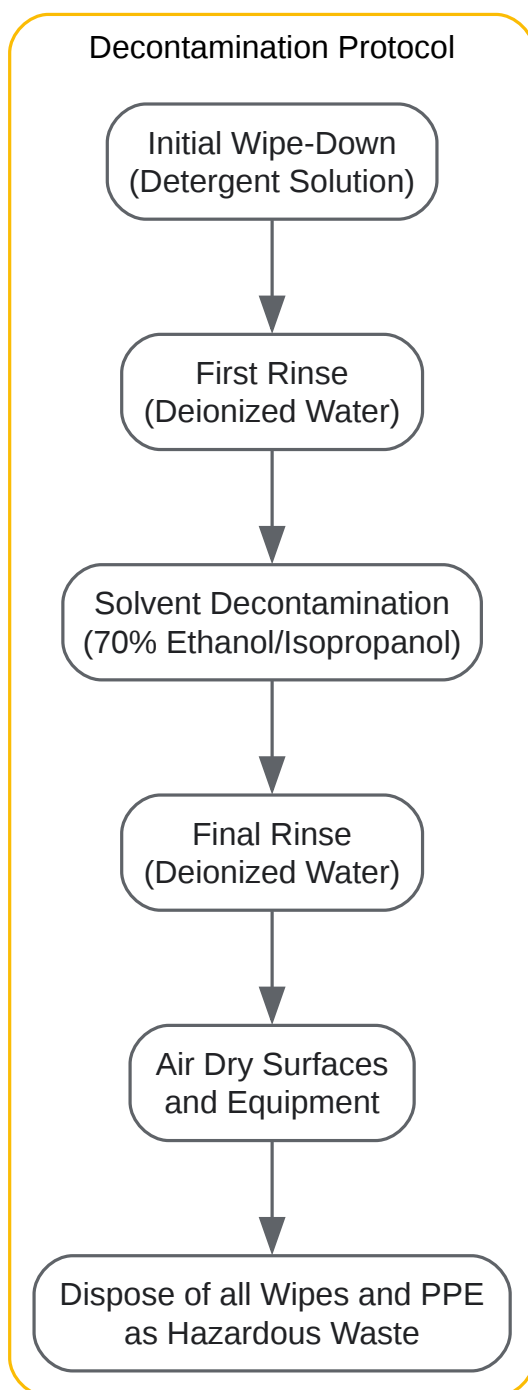 Decontamination Protocol
Initial Wipe-Down
(Detergent Solution)
First Rinse
(Deionized Water)
Solvent Decontamination
(70% Ethanol/Isopropanol)
Final Rinse
(Deionized Water)
Air Dry Surfaces
and Equipment
Dispose of all Wipes and PPE
as Hazardous Waste